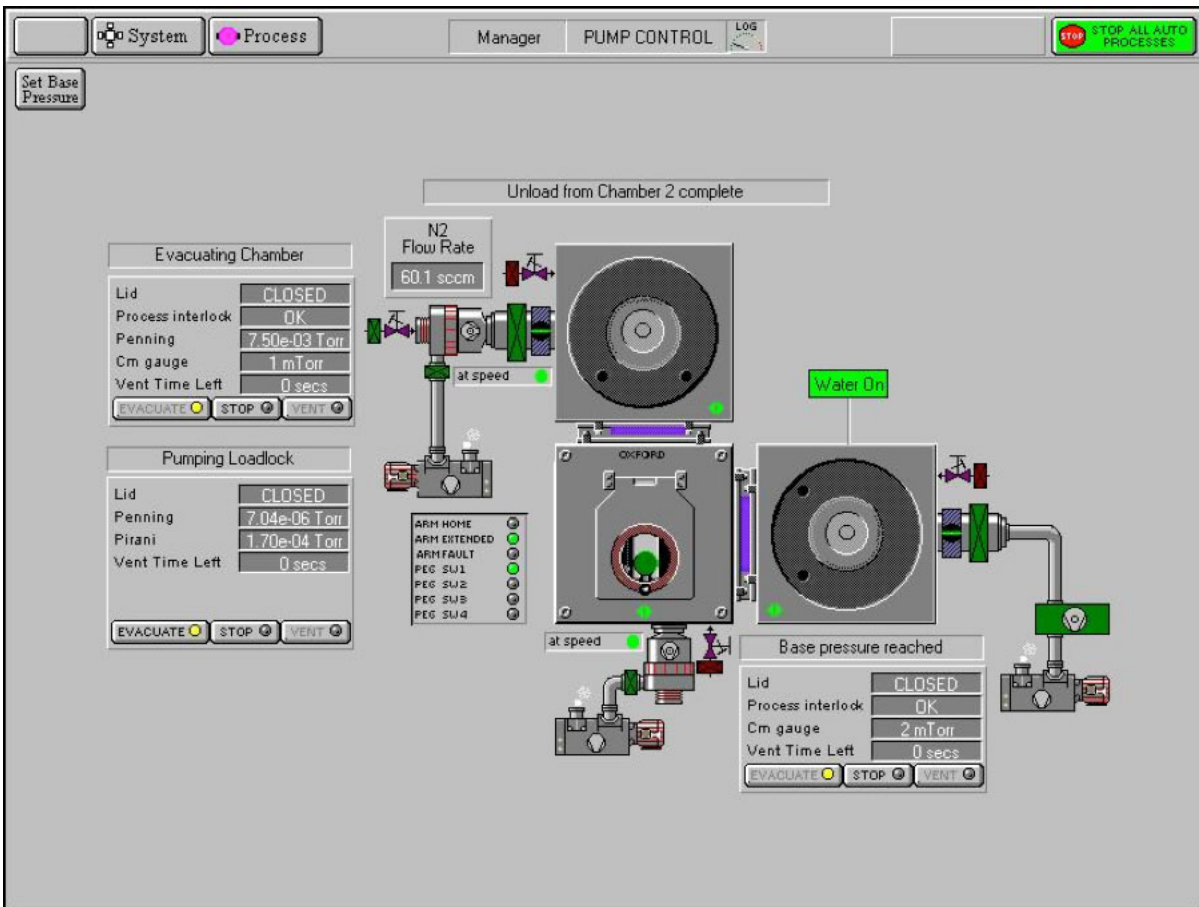 System
Process
Manager
PUMP CONTROL
LOG
STOP
STOP ALL AUTO
PROCESSES
Set Base
Pressure
Unload from Chamber 2 complete
N2
Flow Rate
60.1 sccm
Evacuating Chamber
Lid CLOSED
Process interlock OK
Penning 7.50e-03 Torr
Cm gauge 1 mTorr
Vent Time Left 0 secs
EVACUATE STOP VENT
at speed
Water On
Pumping Loadlock
Lid CLOSED
Penning 7.04e-06 Torr
Pirani 1.70e-04 Torr
Vent Time Left 0 secs
EVACUATE STOP VENT
OXFORD
ARM HOME
ARM EXTENDED
ARM FAULT
PEG SW1
PEG SW2
PEG SW3
PEG SW4
at speed
Base pressure reached
Lid CLOSED
Process interlock OK
Cm gauge 2 mTorr
Vent Time Left 0 secs
EVACUATE STOP VENT